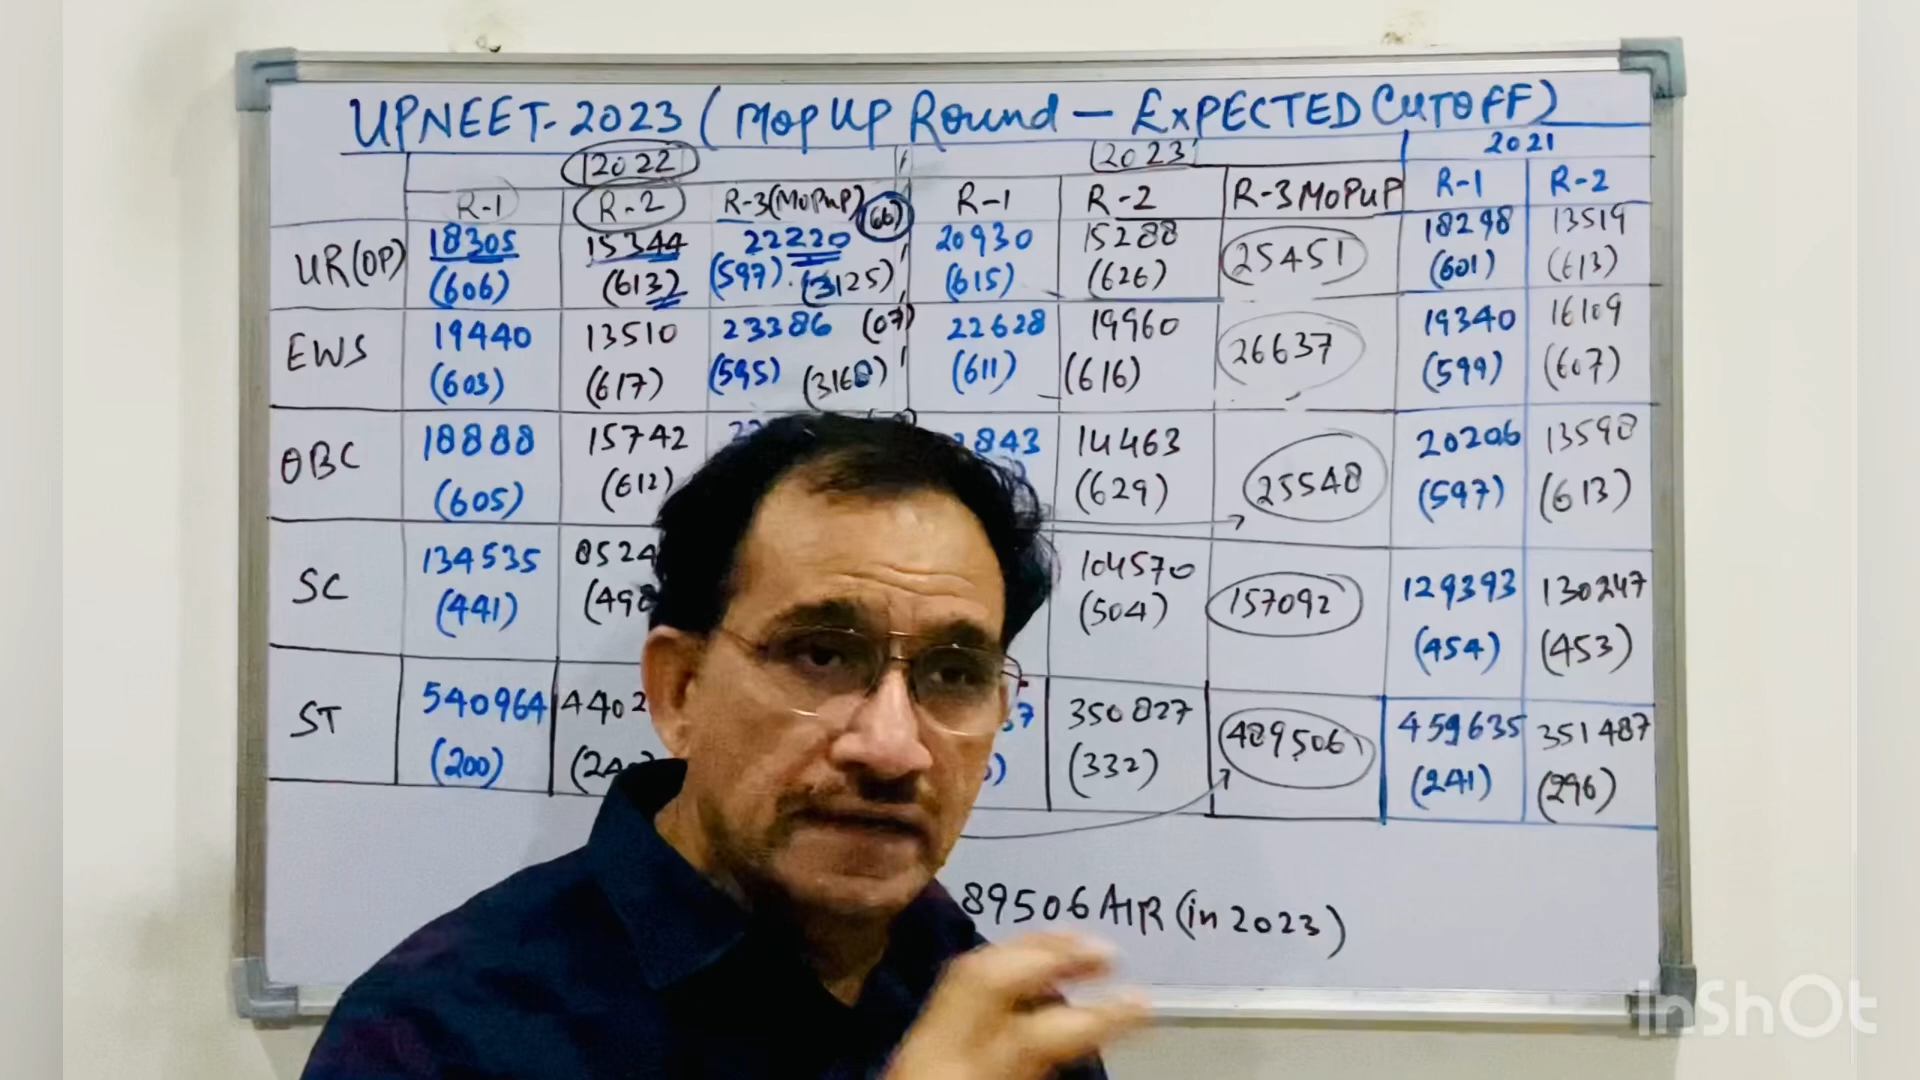 UPNEET-2023 (MOPUP Round - EXPECTED CUTOFF)
2022 2023 2021
R-1 R-2 R-3(MOPUP) (66) R-1 R-2 R-3 MOPUP R-1 R-2
UR(OP) 18305 15344 22220 20930 15288 25451 18298 13519
(606) (613) (597) (3125) (615) (626) (601) (613)
EWS 19440 13510 23386 (07) 22628 19960 26637 19340 16109
(603) (617) (595) (3168) (611) (616) (599) (607)
OBC 18888 15742 14463 25548 20206 13598
(605) (612) (629) (597) (613)
SC 134535 104570 157092 129393 130247
(441) (504) (454) (453)
ST 540964 350827 489506 459635 351487
(200) (332) (241) (296)
89506 AIR (in 2023)
InShOt